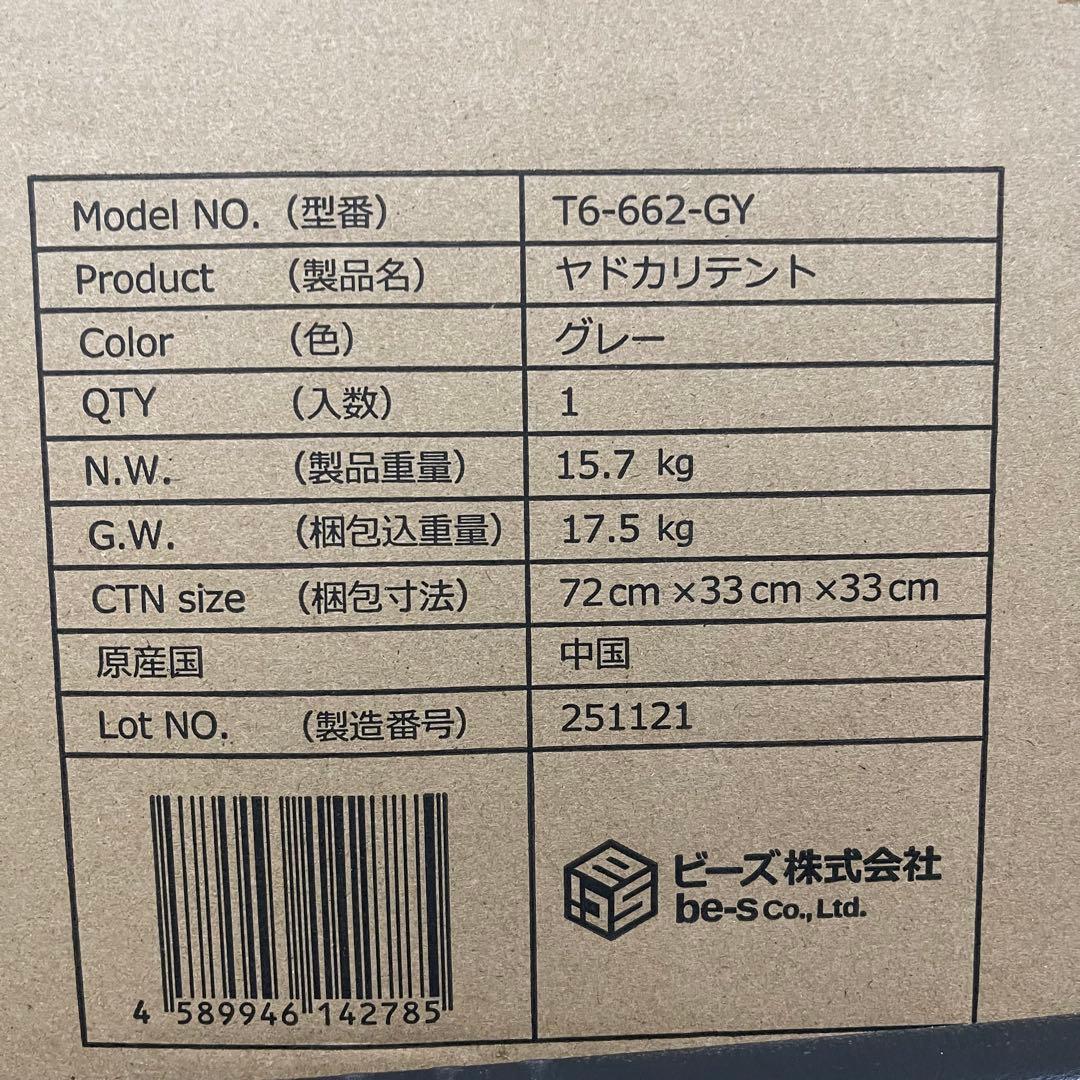 Model NO. (型番) T6-662-GY
Product (製品名) ヤドカリテント
Color (色) グレー
QTY (入数) 1
N.W. (製品重量) 15.7 kg
G.W. (梱包込重量) 17.5 kg
CTN size (梱包寸法) 72cm×33cm×33cm
原産国 中国
Lot NO. (製造番号) 251121
4 589946 142785
ビーズ株式会社
be-s Co., Ltd.